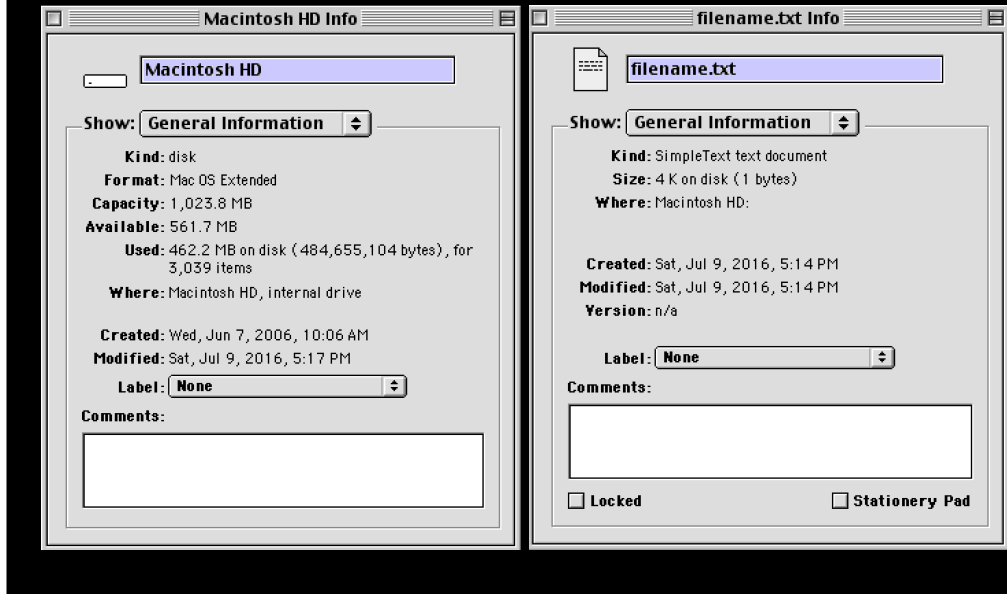 Macintosh HD Info
Macintosh HD
Show: General Information
Kind: disk
Format: Mac OS Extended
Capacity: 1,023.8 MB
Available: 561.7 MB
Used: 462.2 MB on disk (484,655,104 bytes), for
3,039 items
Where: Macintosh HD, internal drive
Created: Wed, Jun 7, 2006, 10:06 AM
Modified: Sat, Jul 9, 2016, 5:17 PM
Label: None
Comments:
filename.txt Info
filename.txt
Show: General Information
Kind: SimpleText text document
Size: 4 K on disk (1 bytes)
Where: Macintosh HD:
Created: Sat, Jul 9, 2016, 5:14 PM
Modified: Sat, Jul 9, 2016, 5:14 PM
Version: n/a
Label: None
Comments:
Locked
Stationery Pad